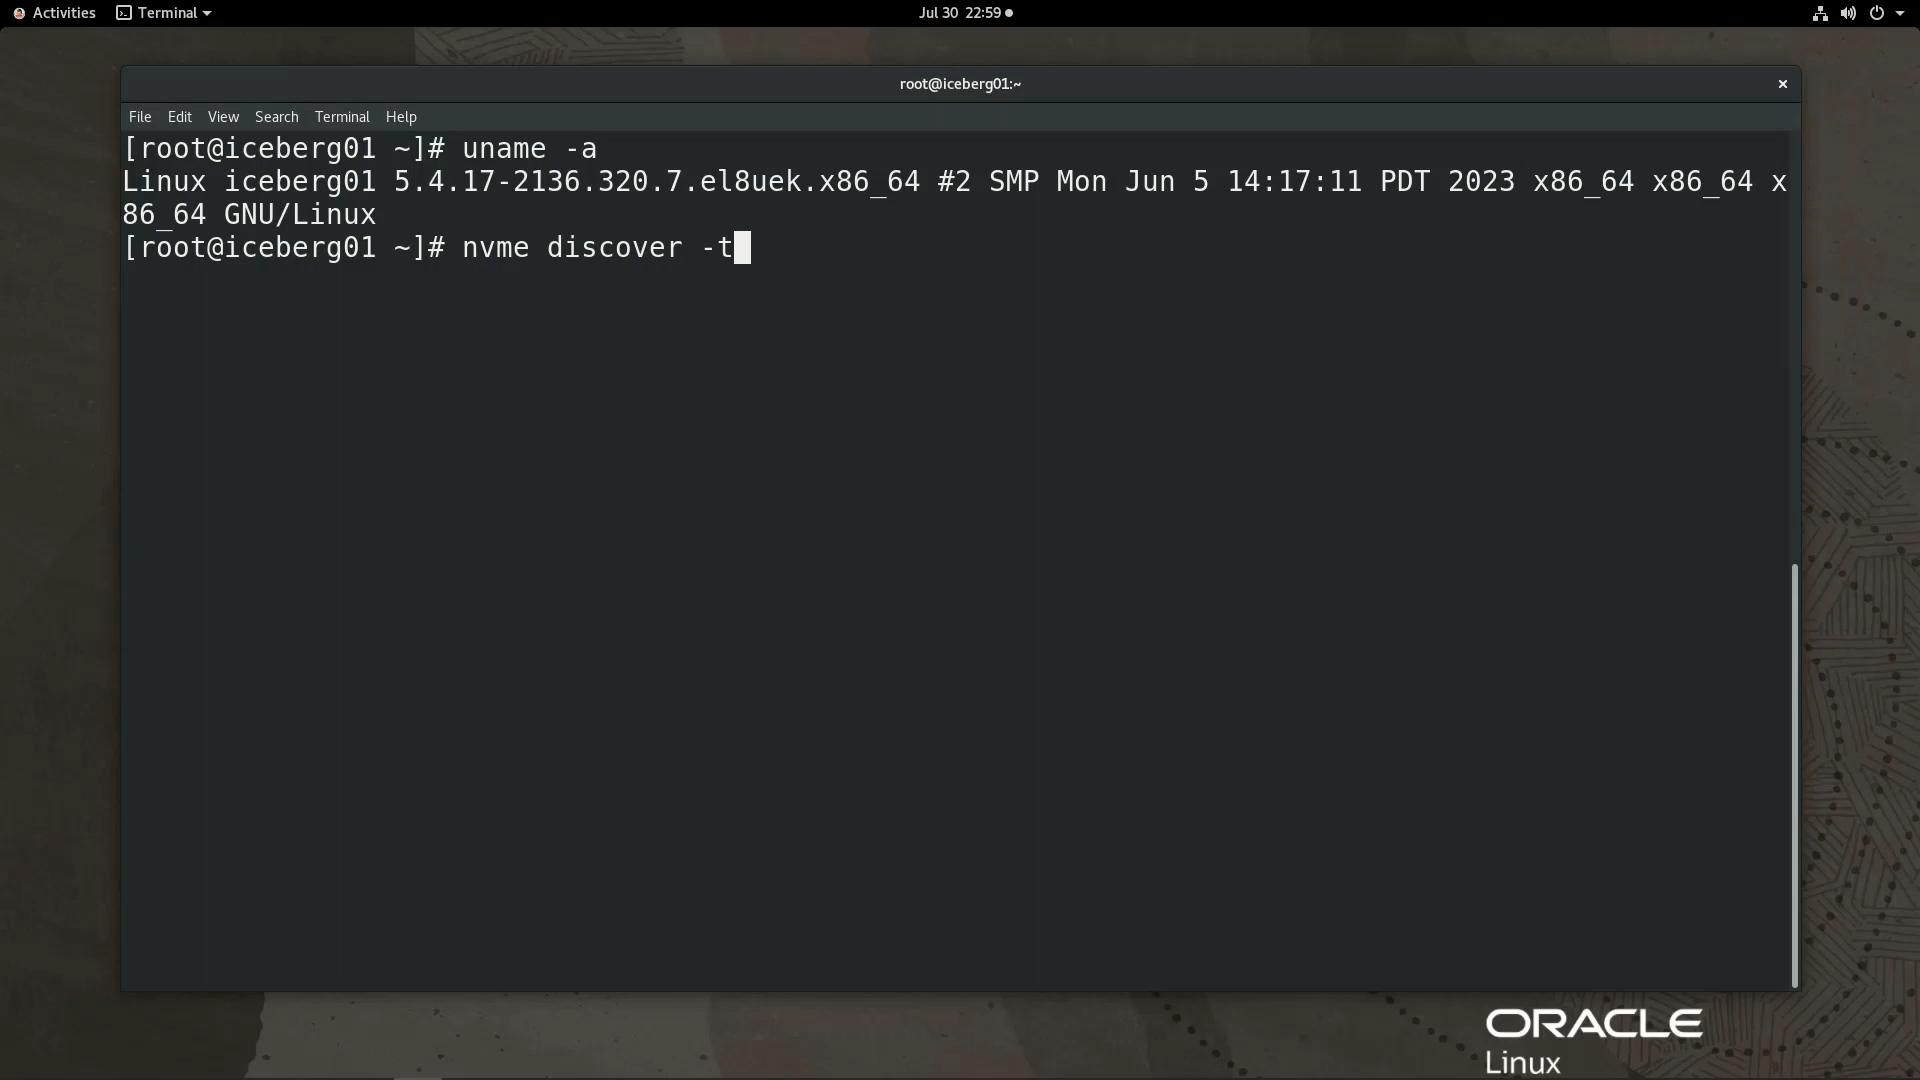 Activities Terminal Jul 30 22:59
root@iceberg01:~
File Edit View Search Terminal Help
[root@iceberg01 ~]# uname -a
Linux iceberg01 5.4.17-2136.320.7.el8uek.x86_64 #2 SMP Mon Jun 5 14:17:11 PDT 2023 x86_64 x86_64 x
86_64 GNU/Linux
[root@iceberg01 ~]# nvme discover -t
ORACLE
Linux